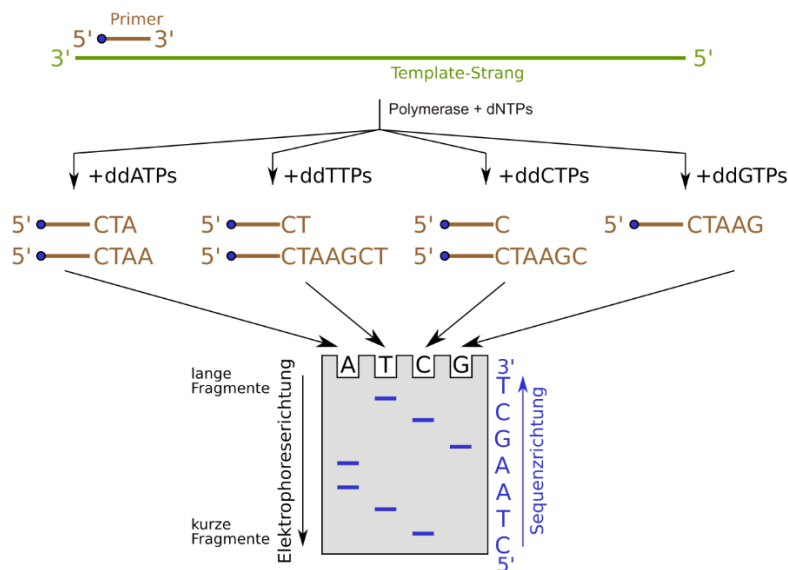 Primer
5' 3'
3' 5'
Template-Strang
Polymerase + dNTPs
+ddATPs +ddTTPs +ddCTPs +ddGTPs
5' CTA 5' CT 5' C 5' CTAAG
5' CTAA 5' CTAAGCT 5' CTAAGC
A T C G
lange
Fragmente
kurze
Fragmente
Elektrophoreserichtung
3'
T
C
G
A
A
T
C
5'
Sequenzrichtung